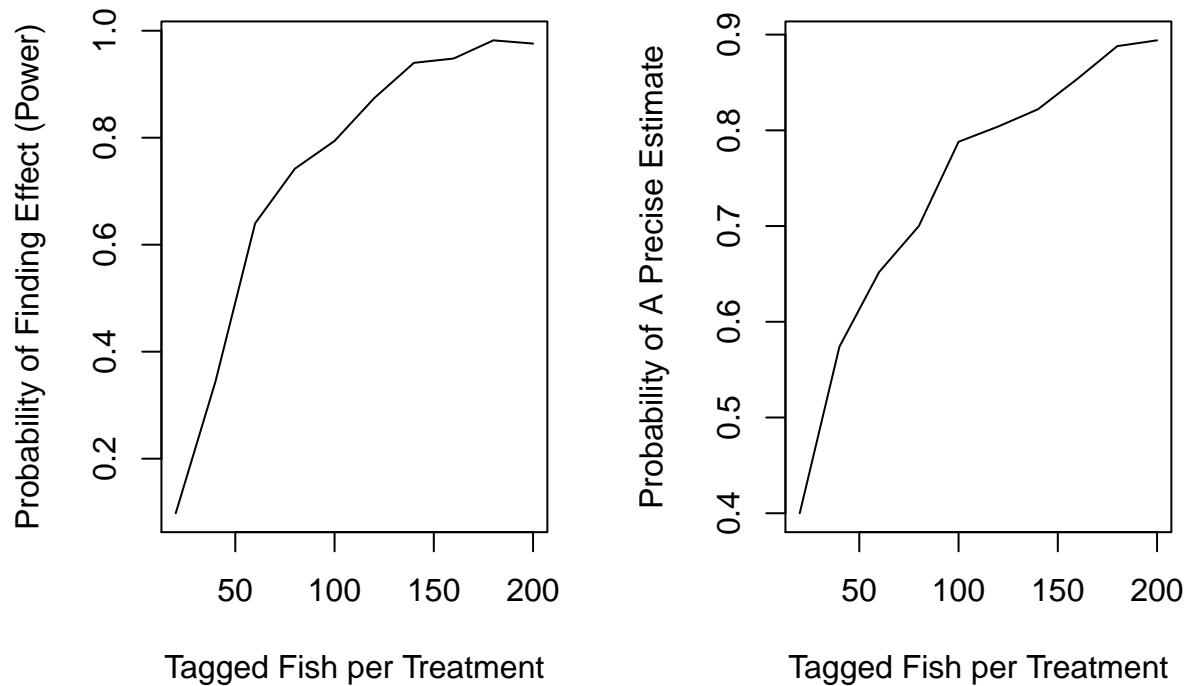 Probability of Finding Effect (Power)
1.0
0.8
0.6
0.4
0.2
50 100 150 200
Tagged Fish per Treatment
Probability of A Precise Estimate
0.9
0.8
0.7
0.6
0.5
0.4
50 100 150 200
Tagged Fish per Treatment